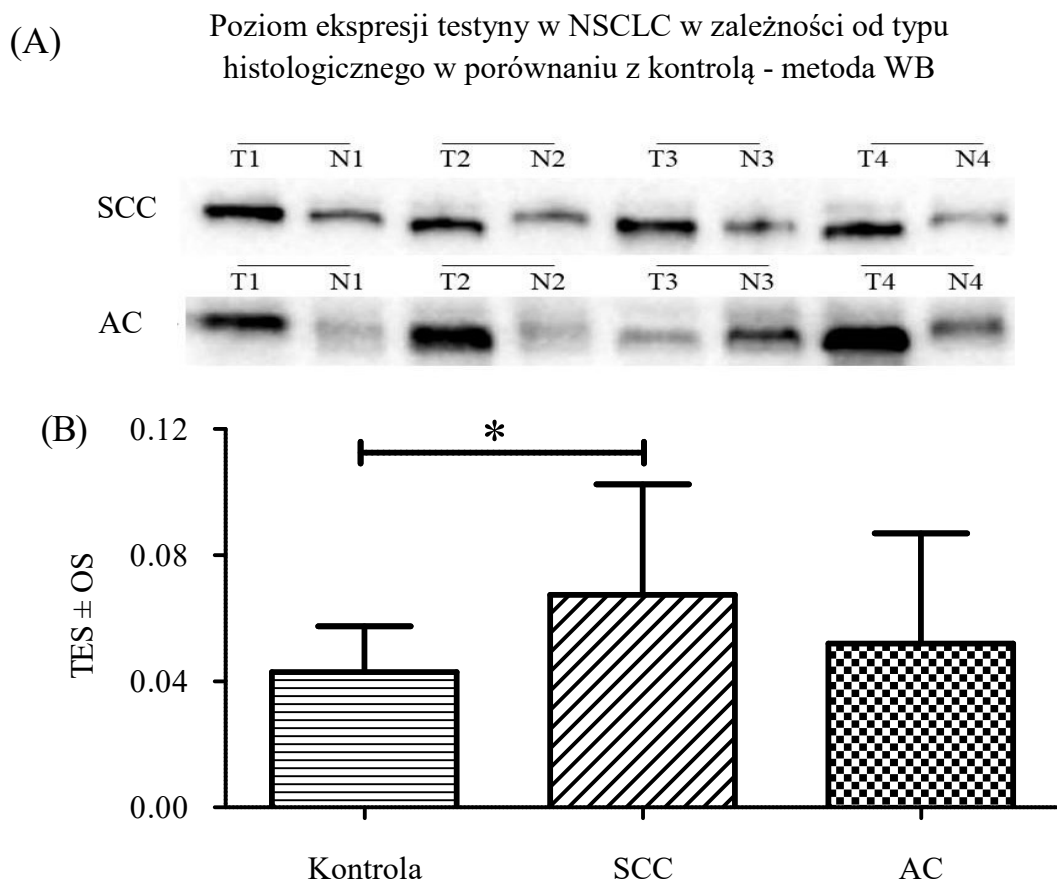 (A)
Poziom ekspresji testyny w NSCLC w zależności od typu
histologicznego w porównaniu z kontrolą - metoda WB
T1 N1 T2 N2 T3 N3 T4 N4
SCC
T1 N1 T2 N2 T3 N3 T4 N4
AC
(B)
TES ± OS
0.12
0.08
0.04
0.00
*
Kontrola SCC AC